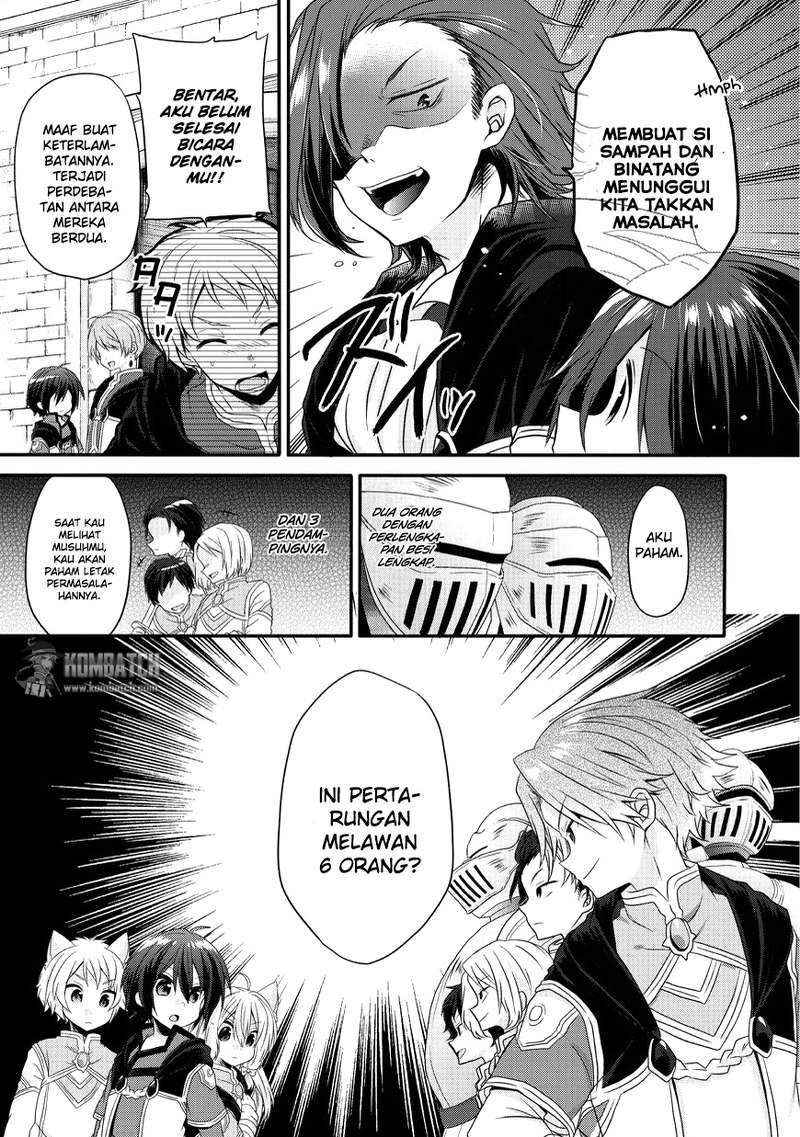 HMPH
MEMBUAT SI
SAMPAH DAN
BINATANG
MENUNGGUI
KITA TAKKAN
MASALAH.
BENTAR,
AKU BELUM
SELESAI
BICARA
DENGAN-
MU!!
MAAF BUAT
KETERLAM-
BATANNYA.
TERJADI
PERDEBA-
TAN ANTARA
MEREKA
BERDUA.
AKU
PAHAM.
DUA ORANG
DENGAN
PERLENGKA-
PAN BESI
LENGKAP.
DAN 3
PENDAM-
PINGNYA.
SAAT KAU
MELIHAT
MUSUHMU,
KAU AKAN
PAHAM LETAK
PERMASALA-
HANNYA.
KOMBATCH
www.kombatch.com
INI PERTA-
RUNGAN
MELAWAN
6 ORANG?